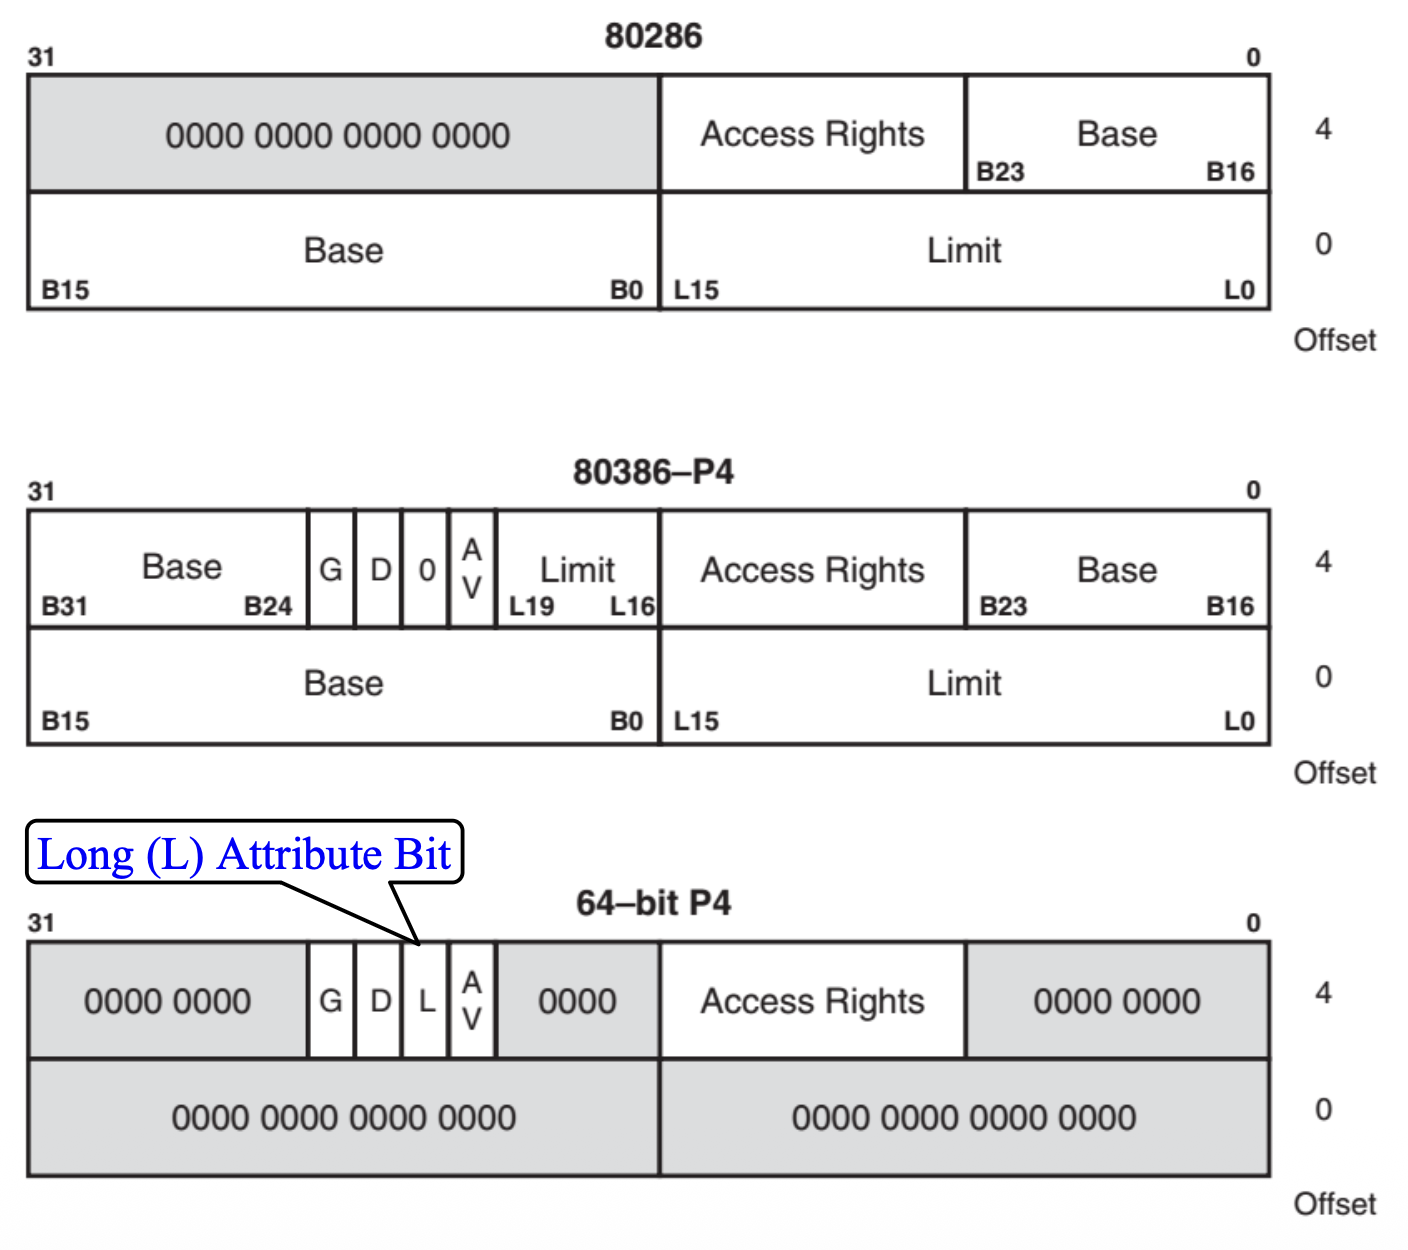 80286
31 0
0000 0000 0000 0000 Access Rights Base 4
B23 B16
Base Limit 0
B15 B0 L15 L0
Offset
80386–P4
31 0
Base G D 0 A V Limit Access Rights Base 4
B31 B24 L19 L16 B23 B16
Base Limit 0
B15 B0 L15 L0
Offset
Long (L) Attribute Bit
64–bit P4
31 0
0000 0000 G D L A V 0000 Access Rights 0000 0000 4
0000 0000 0000 0000 0000 0000 0000 0000 0
Offset